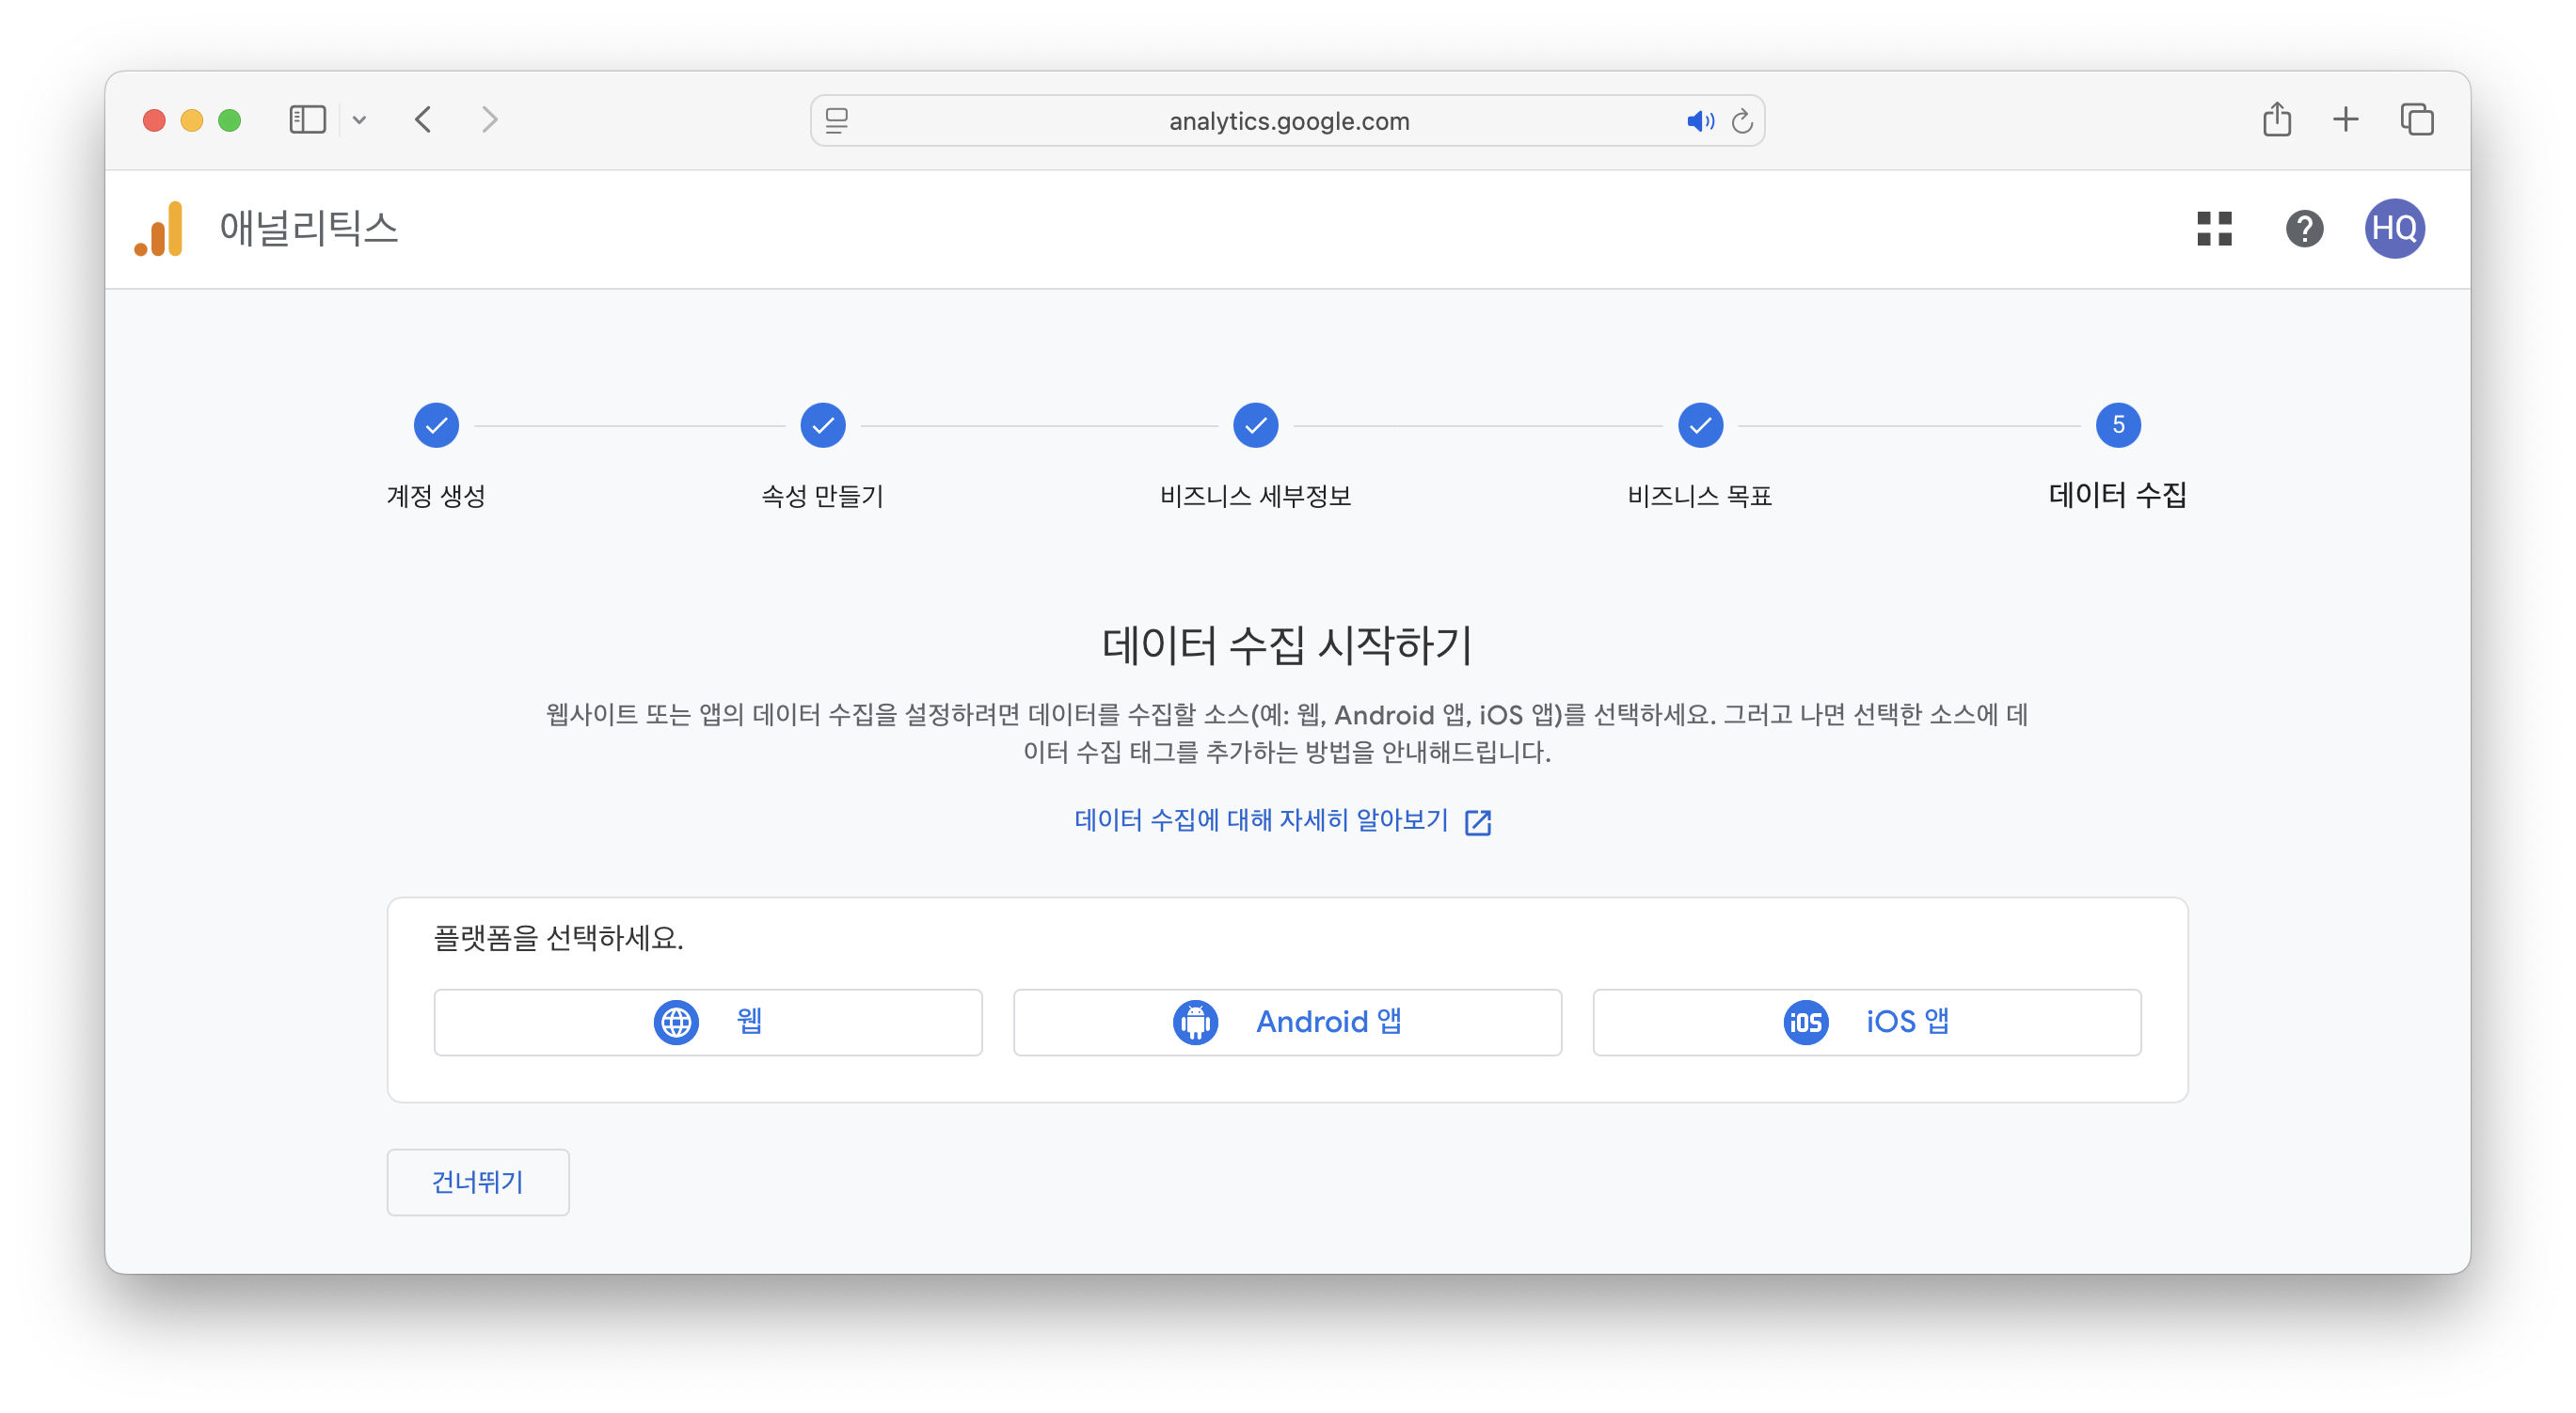 analytics.google.com
애널리틱스
HQ
5
계정 생성
속성 만들기
비즈니스 세부정보
비즈니스 목표
데이터 수집
데이터 수집 시작하기
웹사이트 또는 앱의 데이터 수집을 설정하려면 데이터를 수집할 소스(예: 웹, Android 앱, iOS 앱)를 선택하세요. 그러고 나면 선택한 소스에 데
이터 수집 태그를 추가하는 방법을 안내해드립니다.
데이터 수집에 대해 자세히 알아보기
플랫폼을 선택하세요.
웹
Android 앱
iOS iOS 앱
건너뛰기